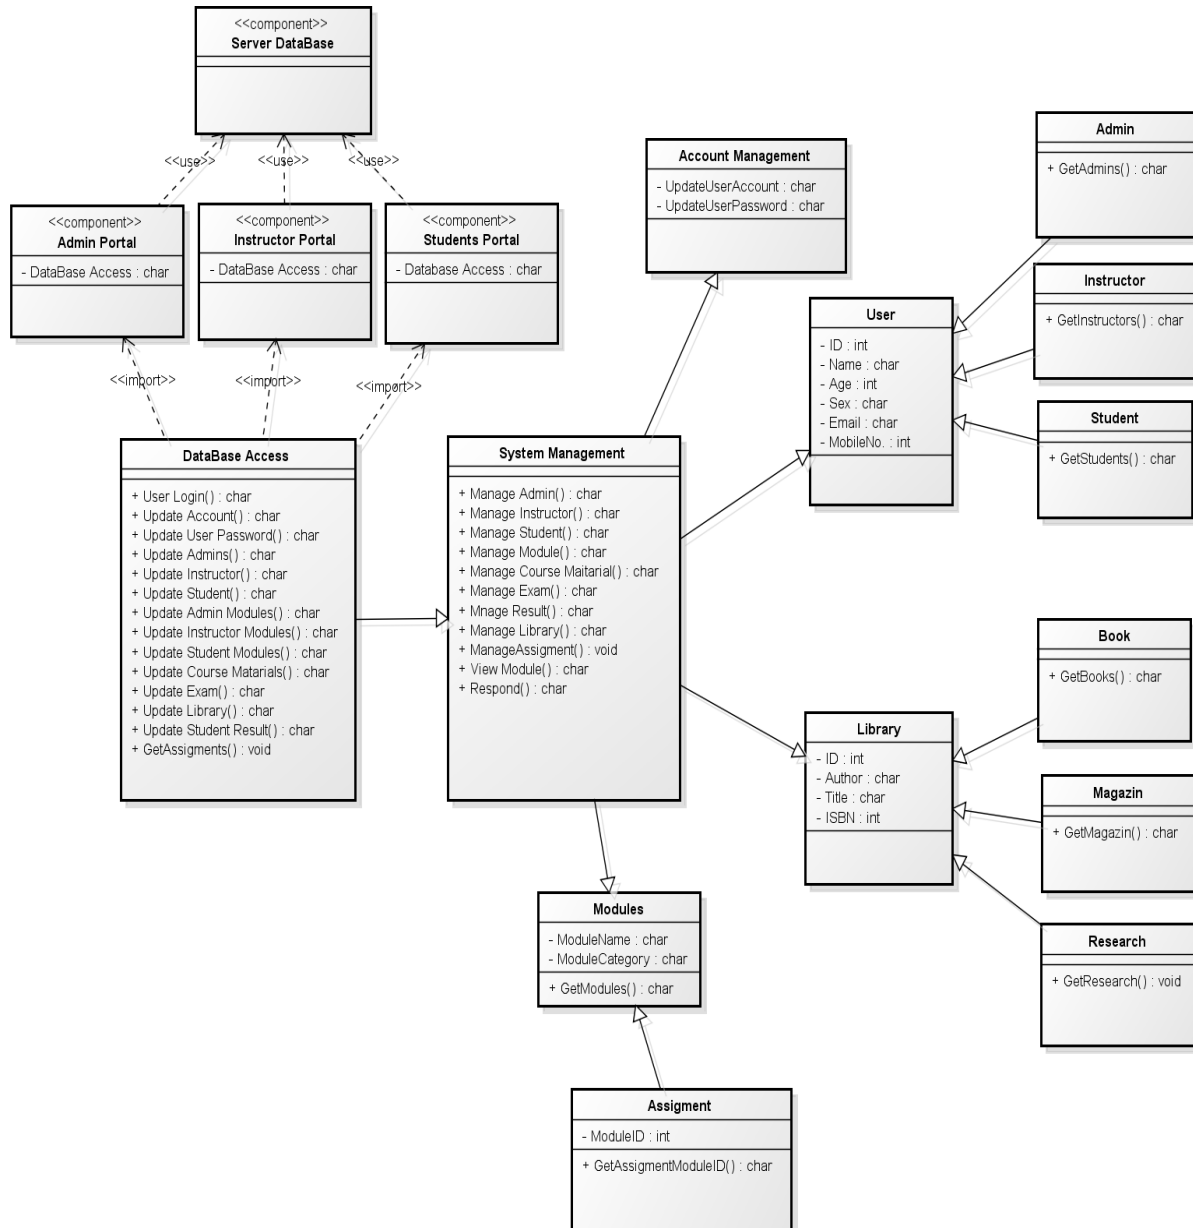 <<component>>
Server DataBase
<<use>>
<<use>>
<<use>>
<<component>>
Admin Portal
- DataBase Access : char
<<component>>
Instructor Portal
- DataBase Access : char
<<component>>
Students Portal
- Database Access : char
<<import>>
<<import>>
<<import>>
DataBase Access
+ User Login() : char
+ Update Account() : char
+ Update User Password() : char
+ Update Admins() : char
+ Update Instructor() : char
+ Update Student() : char
+ Update Admin Modules() : char
+ Update Instructor Modules() : char
+ Update Student Modules() : char
+ Update Course Matarials() : char
+ Update Exam() : char
+ Update Library() : char
+ Update Student Result() : char
+ GetAssigments() : void
System Management
+ Manage Admin() : char
+ Manage Instructor() : char
+ Manage Student() : char
+ Manage Module() : char
+ Manage Course Maitarial() : char
+ Manage Exam() : char
+ Mnage Result() : char
+ Manage Library() : char
+ ManageAssigment() : void
+ View Module() : char
+ Respond() : char
Account Management
- UpdateUserAccount : char
- UpdateUserPassword : char
User
- ID : int
- Name : char
- Age : int
- Sex : char
- Email : char
- MobileNo. : int
Admin
+ GetAdmins() : char
Instructor
+ GetInstructors() : char
Student
+ GetStudents() : char
Library
- ID : int
- Author : char
- Title : char
- ISBN : int
Book
+ GetBooks() : char
Magazin
+ GetMagazin() : char
Research
+ GetResearch() : void
Modules
- ModuleName : char
- ModuleCategory : char
+ GetModules() : char
Assigment
- ModuleID : int
+ GetAssigmentModuleID() : char